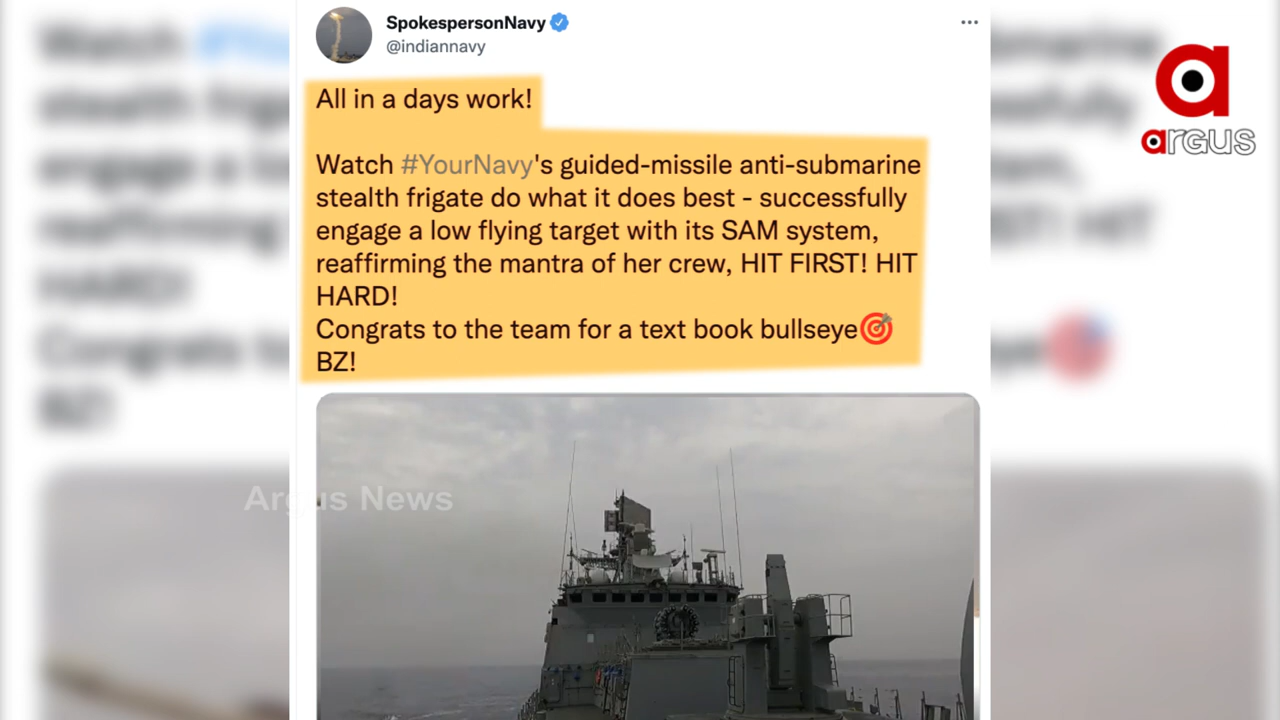 SpokespersonNavy
@indiannavy
All in a days work!
Watch #YourNavy's guided-missile anti-submarine
stealth frigate do what it does best - successfully
engage a low flying target with its SAM system,
reaffirming the mantra of her crew, HIT FIRST! HIT
HARD!
Congrats to the team for a text book bullseye🎯
BZ!
a
argus
Argus News